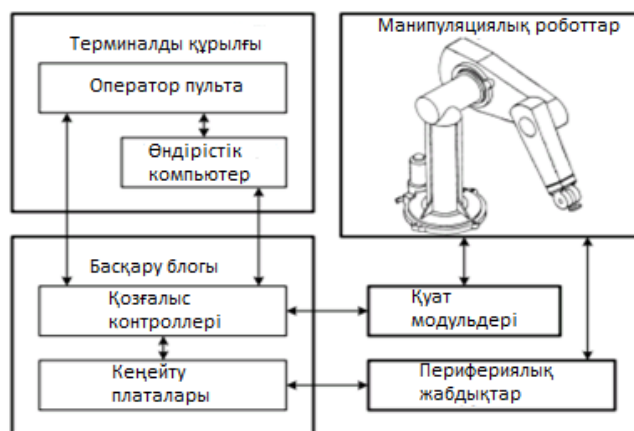 Терминалды құрылғы
Оператор пульта
Өндірістік
компьютер
Манипуляциялық роботтар
Басқару блогы
Қозғалыс
контроллері
Кеңейту
платалары
Қуат
модульдері
Перифериялық
жабдықтар